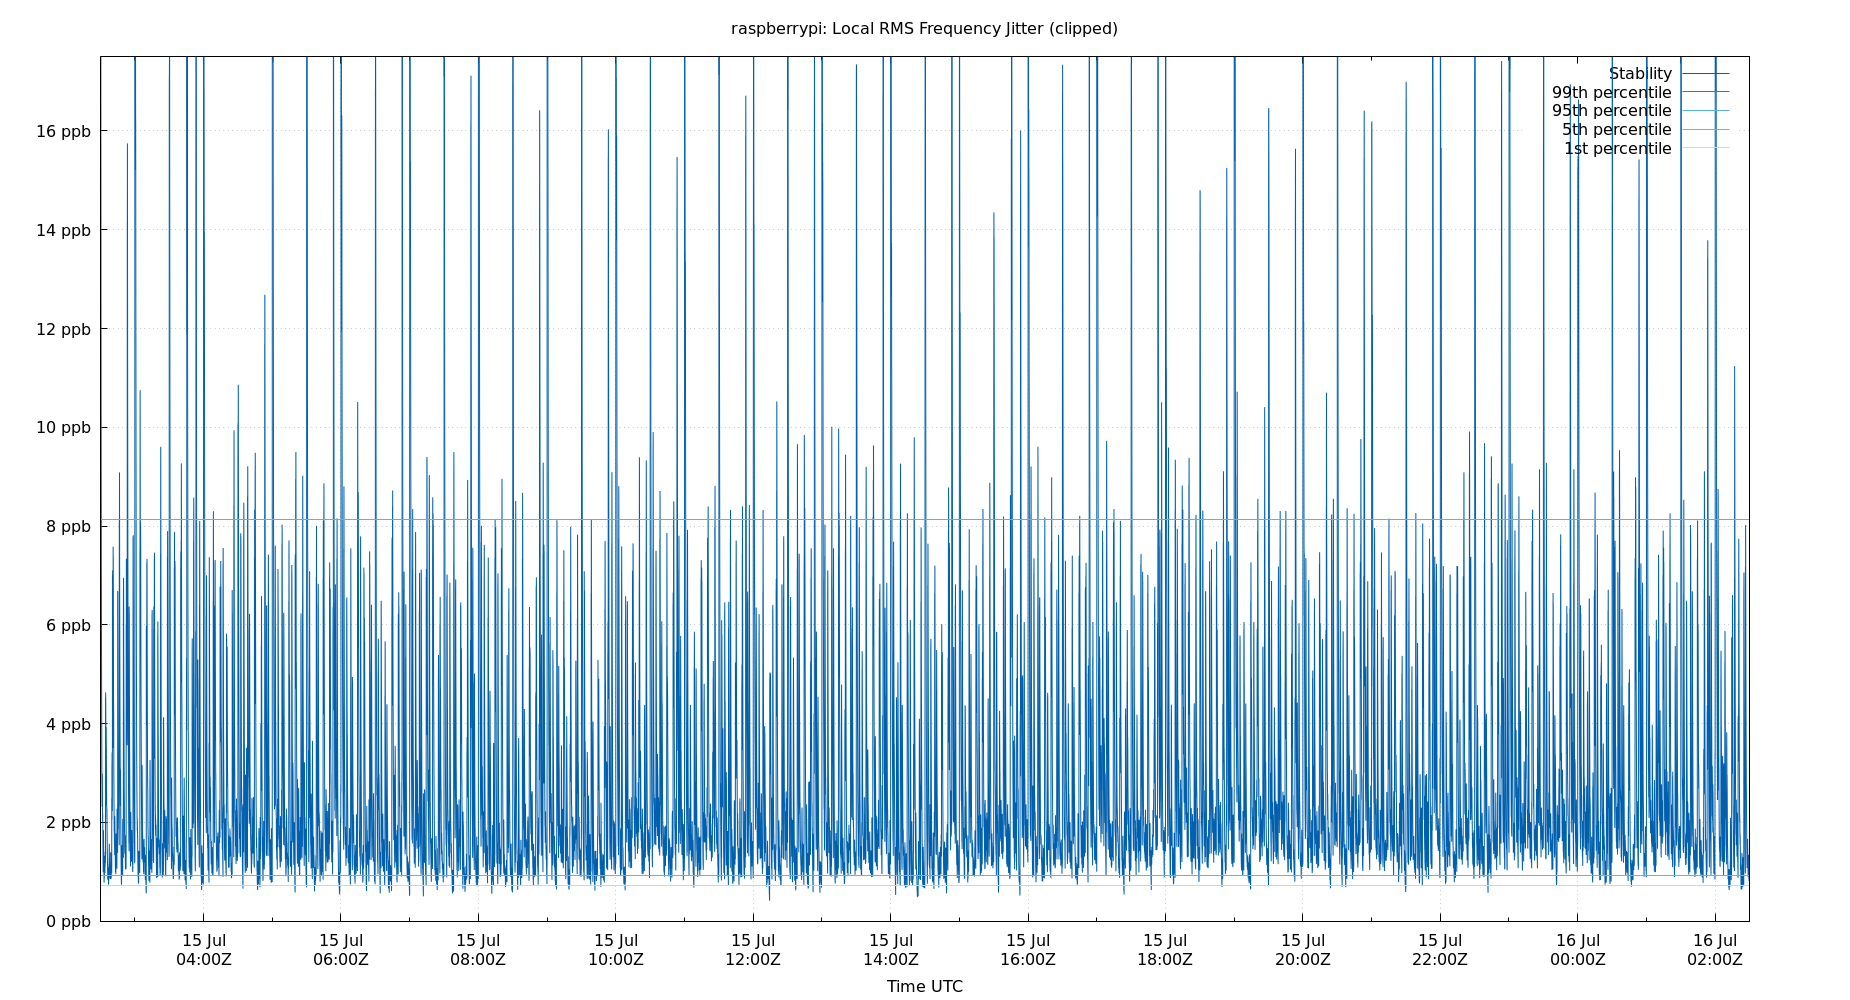 raspberrypi: Local RMS Frequency Jitter (clipped)
Stability
99th percentile
95th percentile
5th percentile
1st percentile
16 ppb
14 ppb
12 ppb
10 ppb
8 ppb
6 ppb
4 ppb
2 ppb
0 ppb
15 Jul 15 Jul 15 Jul 15 Jul 15 Jul 15 Jul 15 Jul 15 Jul 15 Jul 15 Jul 16 Jul 16 Jul
04:00Z 06:00Z 08:00Z 10:00Z 12:00Z 14:00Z 16:00Z 18:00Z 20:00Z 22:00Z 00:00Z 02:00Z
Time UTC